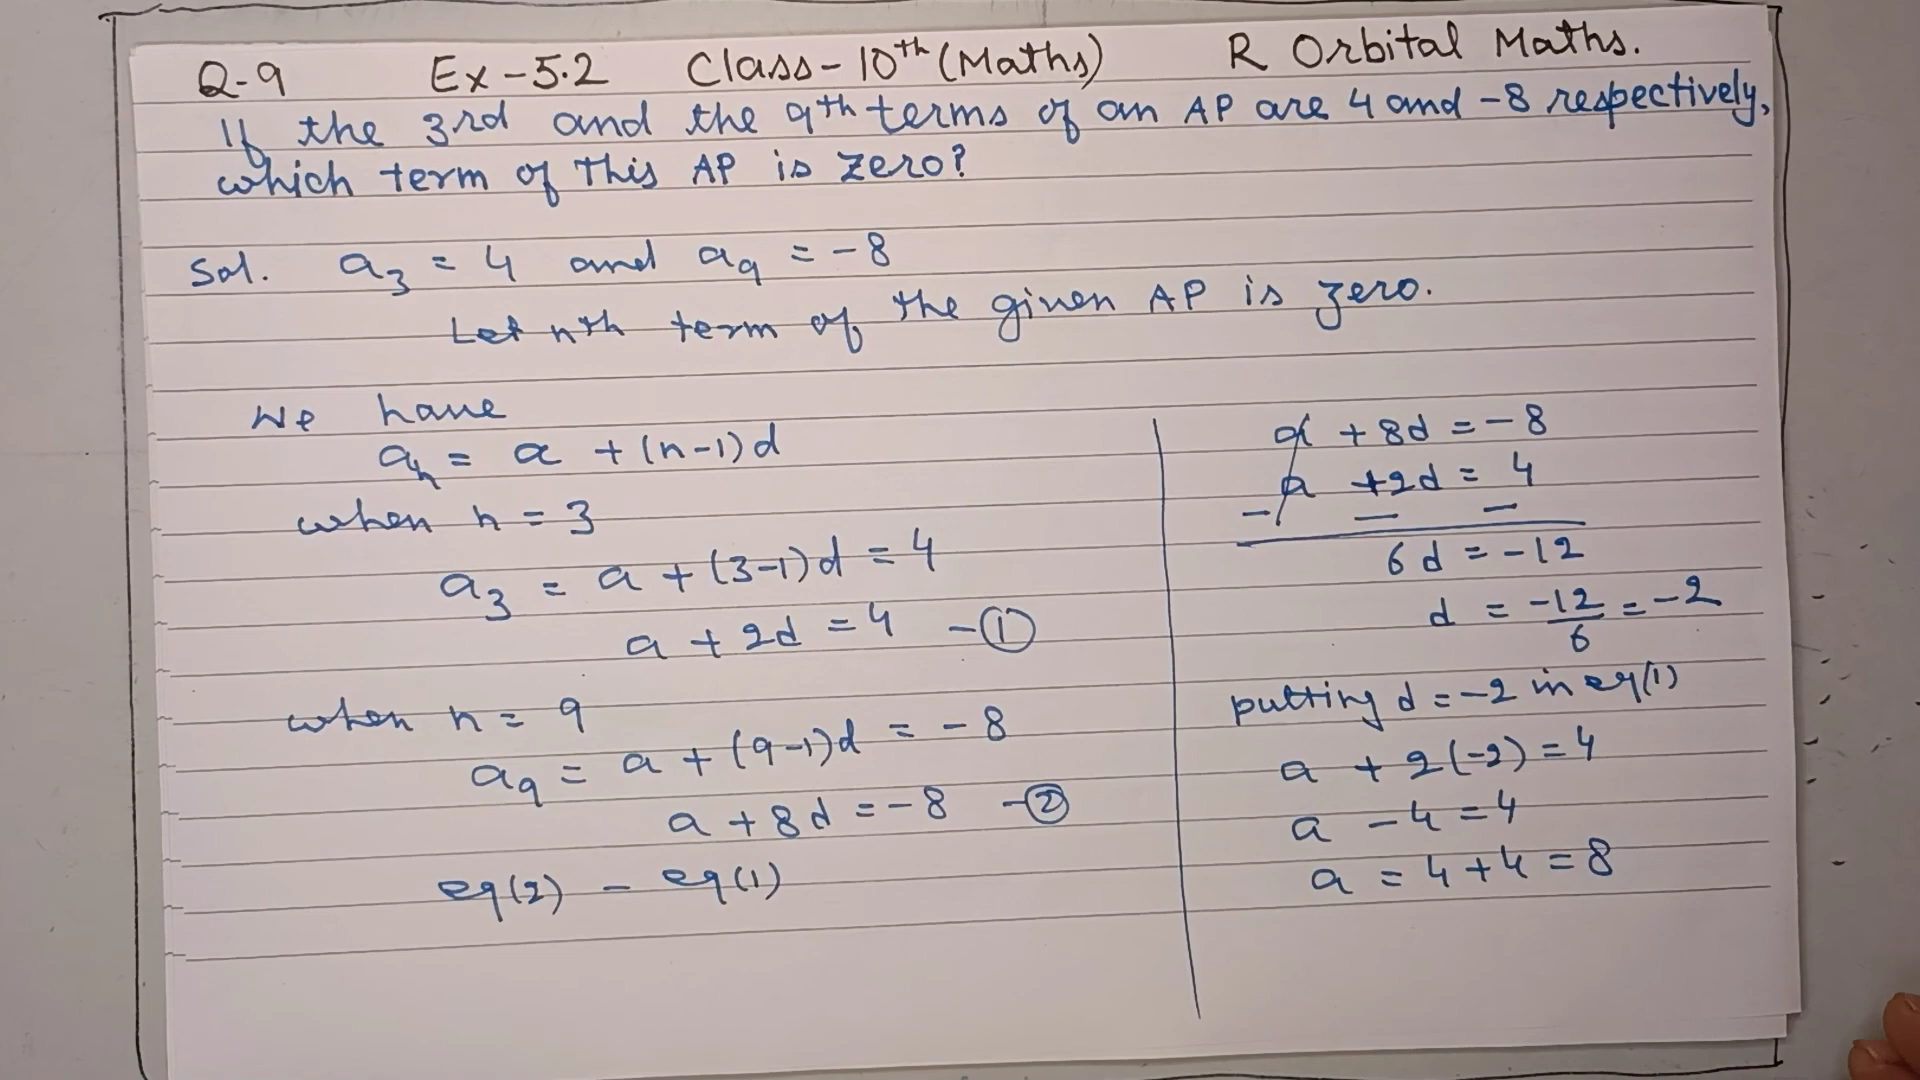 Q-9 Ex-5.2 Class-10th (Maths) R Orbital Maths.
If the 3rd and the 9th terms of an AP are 4 and -8 respectively,
which term of this AP is zero?
Sol. a₃ = 4 and a₉ = -8
Let nth term of the given AP is zero.
We have
aₙ = a + (n-1)d
when n = 3
a₃ = a + (3-1)d = 4
a + 2d = 4 -①
when n = 9
a₉ = a + (9-1)d = -8
a + 8d = -8 -②
eq(2) - eq(1)
a + 8d = -8
a +2d = 4
- - -
6d = -12
d = -12/6 = -2
putting d = -2 in eq(1)
a + 2(-2) = 4
a - 4 = 4
a = 4+4 = 8